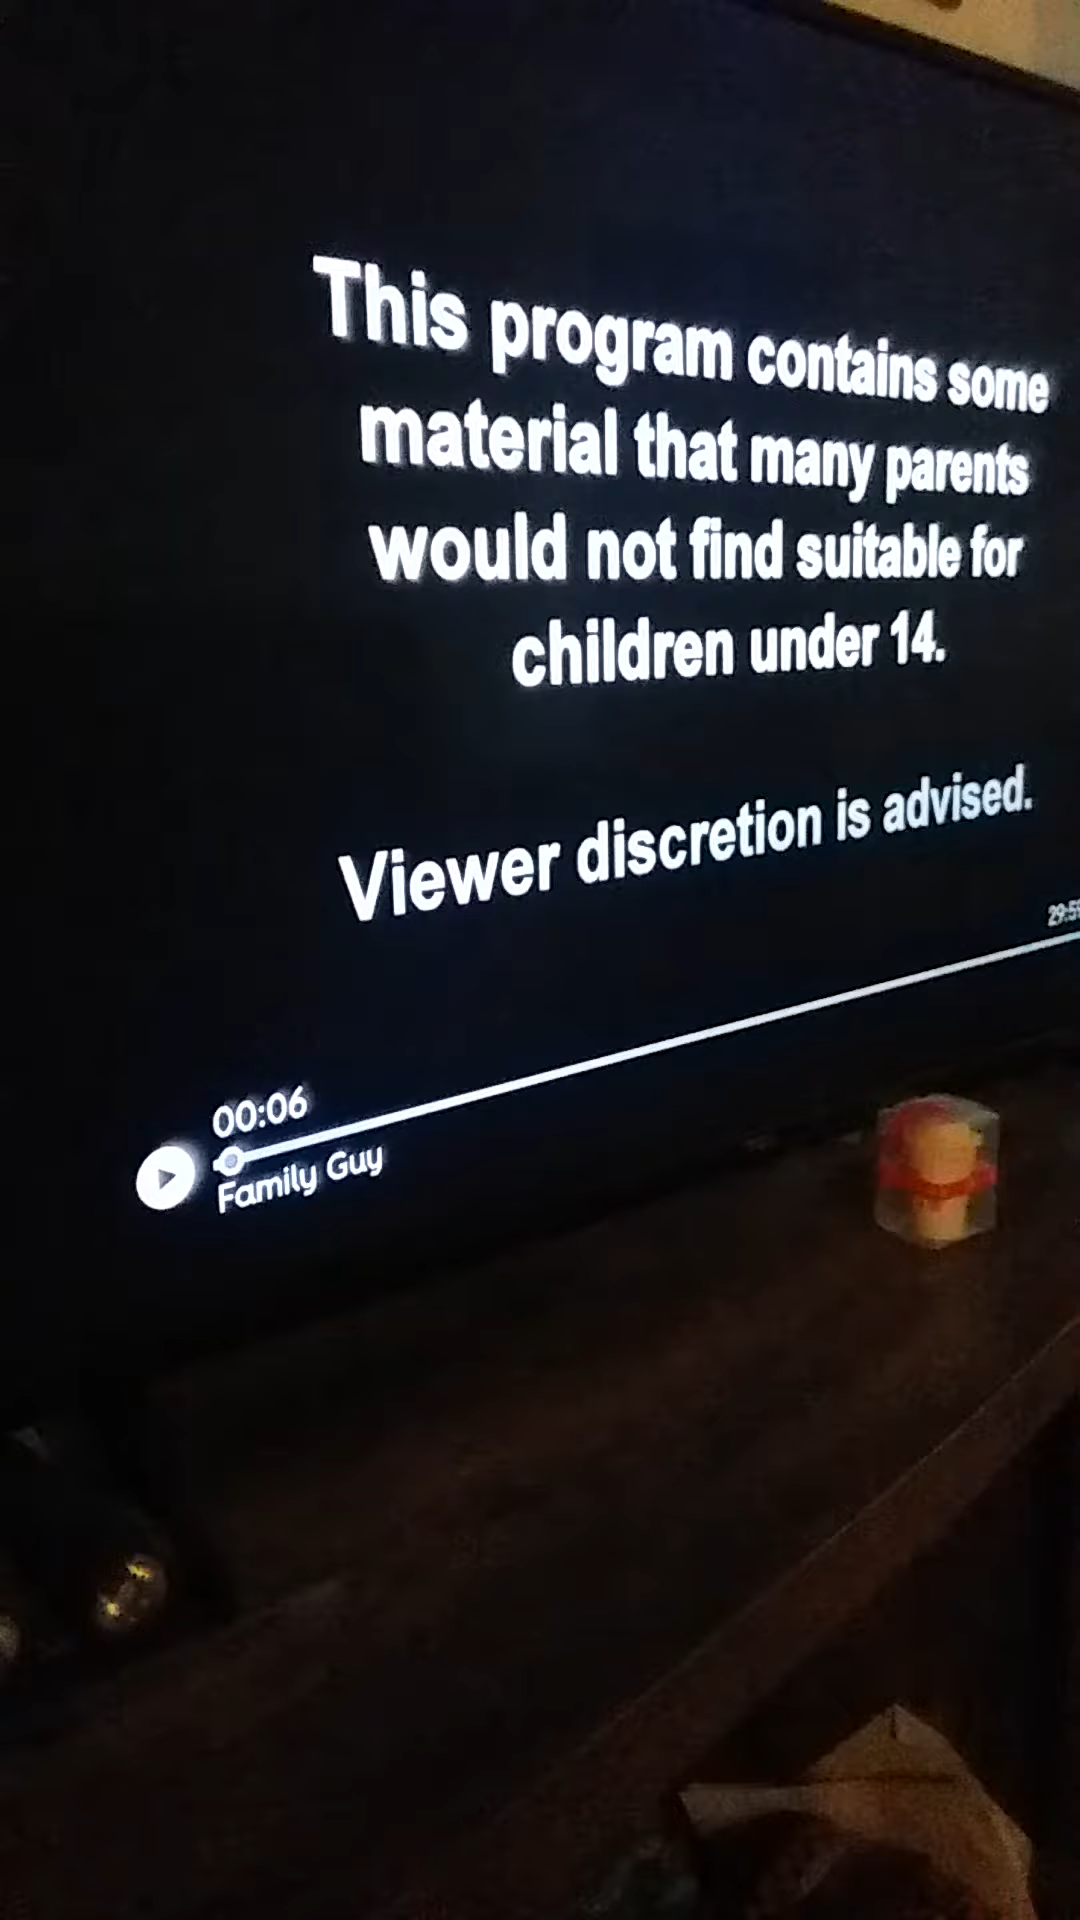 This program contains some
material that many parents
would not find suitable for
children under 14.
Viewer discretion is advised.
00:06
Family Guy